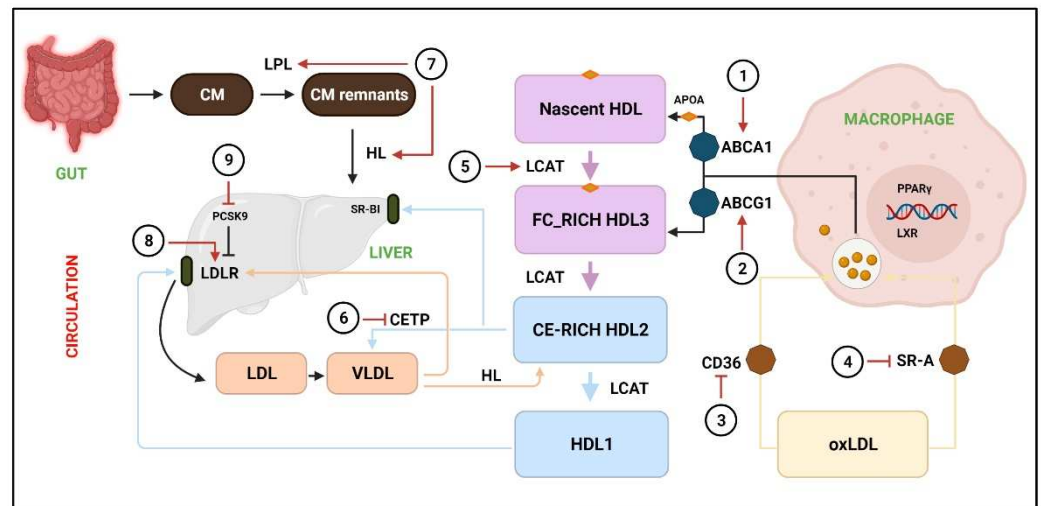 LPL
7
1
CM
CM remnants
Nascent HDL
APOA
MACROPHAGE
9
HL
5
LCAT
ABCA1
GUT
PPARγ
PCSK9
SR-BI
FC_RICH HDL3
ABCG1
LXR
8
LIVER
LDLR
LCAT
2
CIRCULATION
6
CETP
CE-RICH HDL2
CD36
4
SR-A
LDL
VLDL
HL
LCAT
3
HDL1
oxLDL